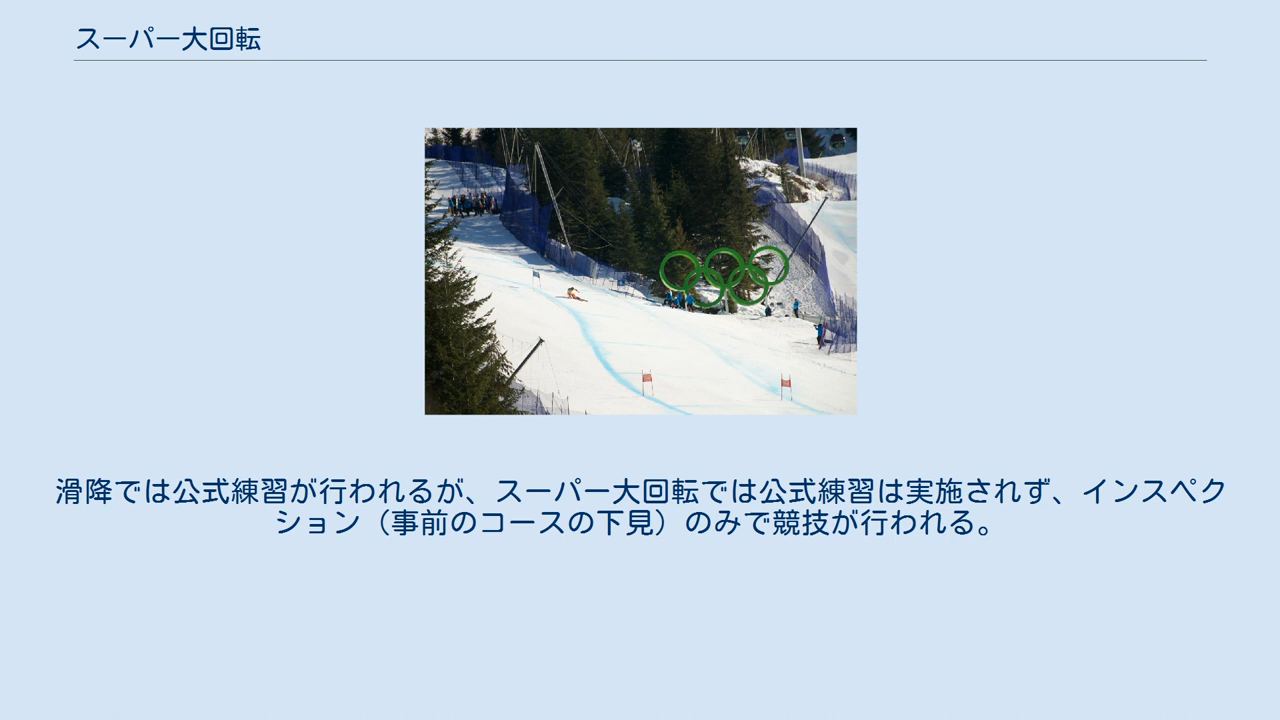 スーパー大回転
滑降では公式練習が行われるが、スーパー大回転では公式練習は実施されず、インスペク
ション（事前のコースの下見）のみで競技が行われる。